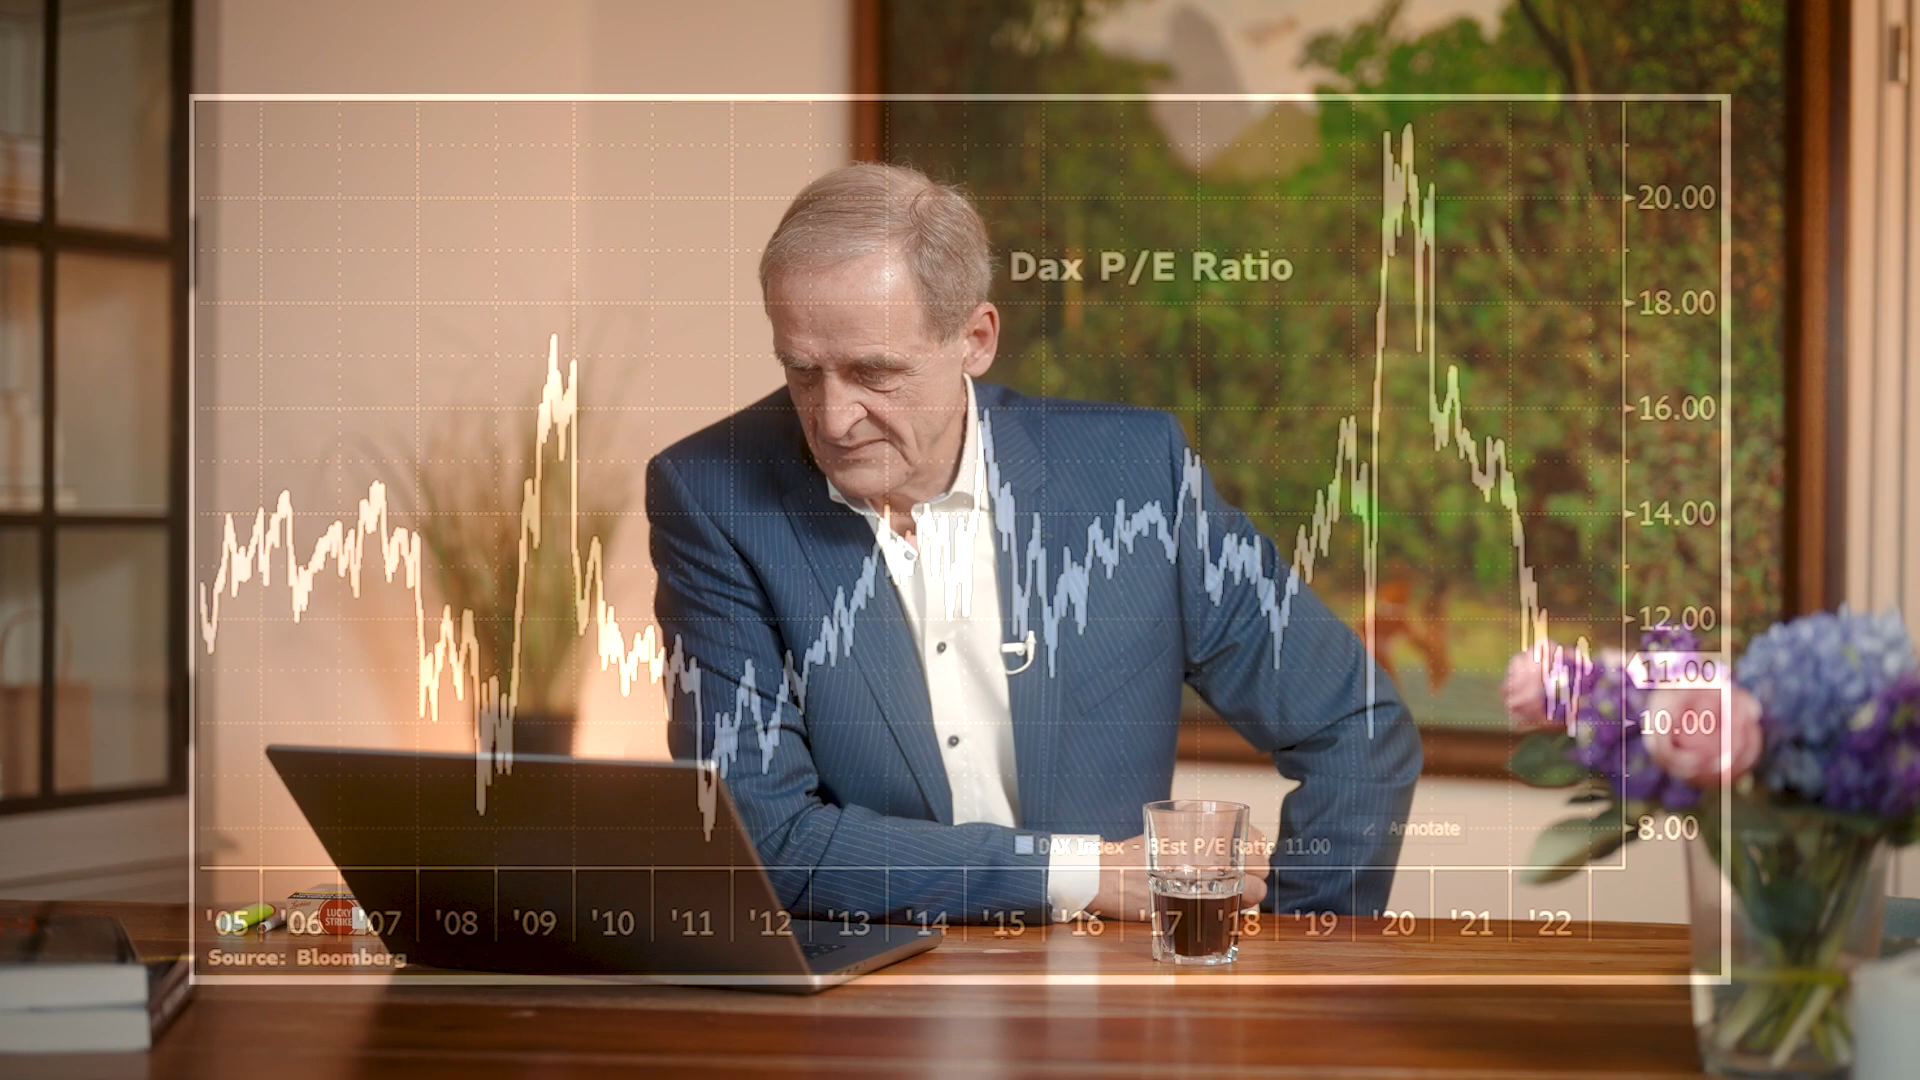 Dax P/E Ratio
20.00
18.00
16.00
14.00
12.00
11.00
10.00
8.00
Annotate
DAX Index - BEst P/E Ratio 11.00
'05 '06 '07 '08 '09 '10 '11 '12 '13 '14 '15 '16 '17 '18 '19 '20 '21 '22
LUCKY
STRIKE
Source: Bloomberg